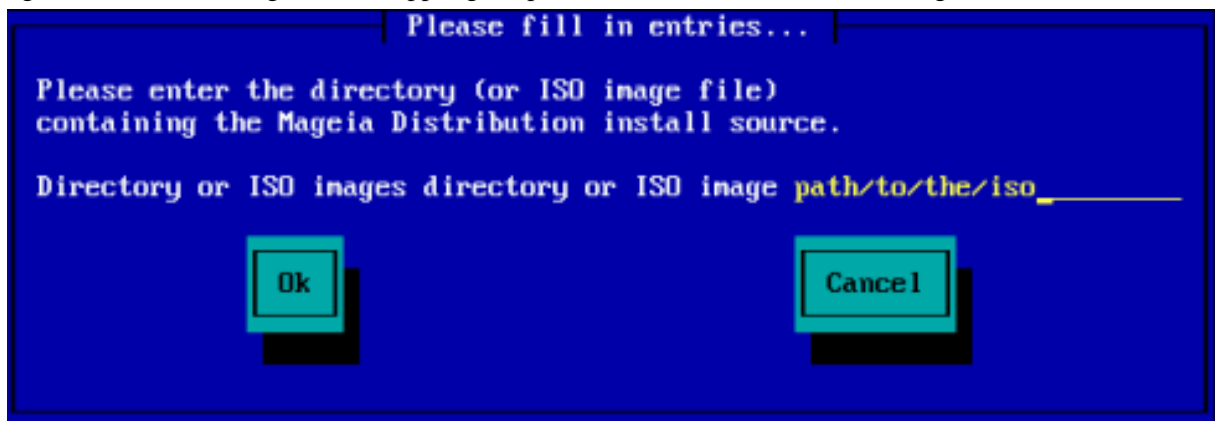 Please fill in entries...
Please enter the directory (or ISO image file)
containing the Mageia Distribution install source.
Directory or ISO images directory or ISO image path/to/the/iso
Ok
Cancel